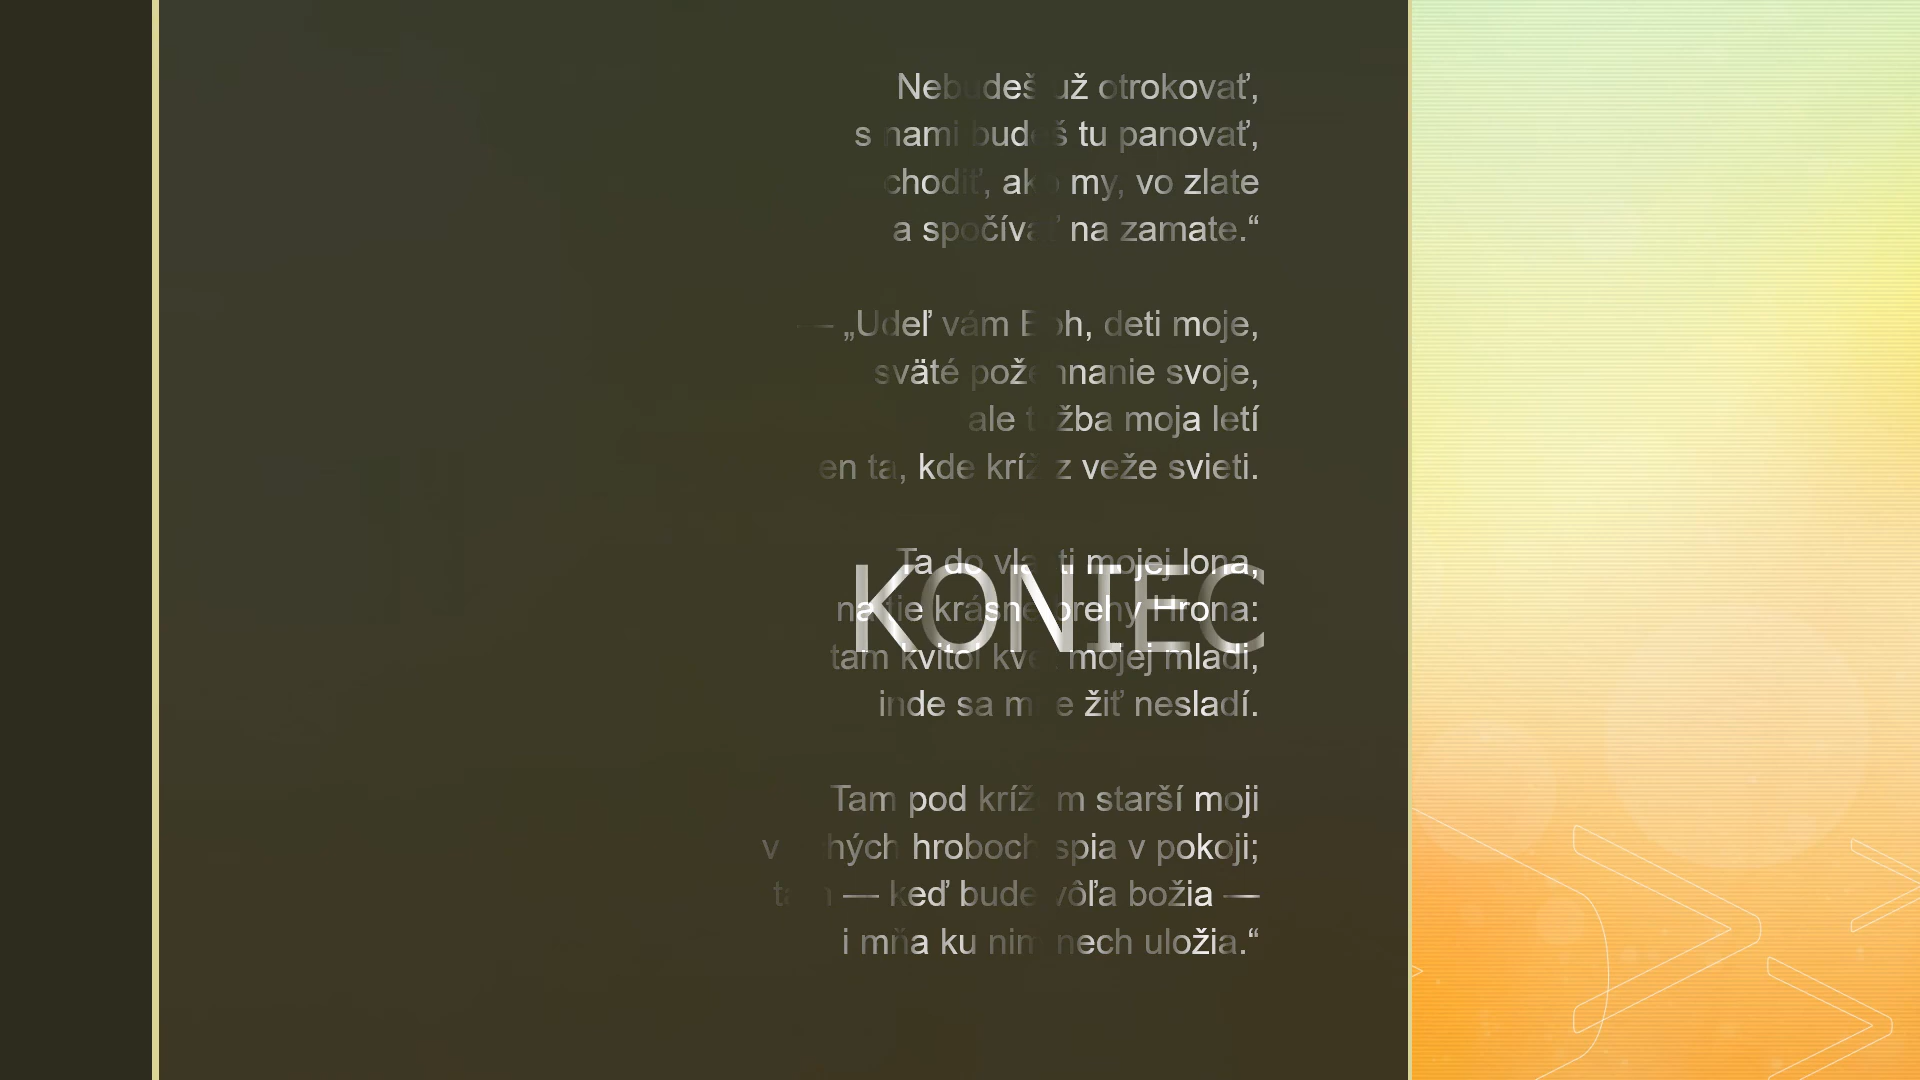 Nebudeš už otrokovať,
s nami budeš tu panovať,
chodiť, ako my, vo zlate
a spočívať na zamate.“
— „Udeľ vám Boh, deti moje,
sväté požehnanie svoje,
ale túžba moja letí
len ta, kde kríž z veže svieti.
Ta do vlasti mojej lona,
na tie krásne brehy Hrona:
KONIEC
tam kvitol kvet mojej mladi,
inde sa mne žiť nesladí.
Tam pod krížom starší moji
v tichých hroboch spia v pokoji;
tam — keď bude vôľa božia —
i mňa ku nim nech uložia.“